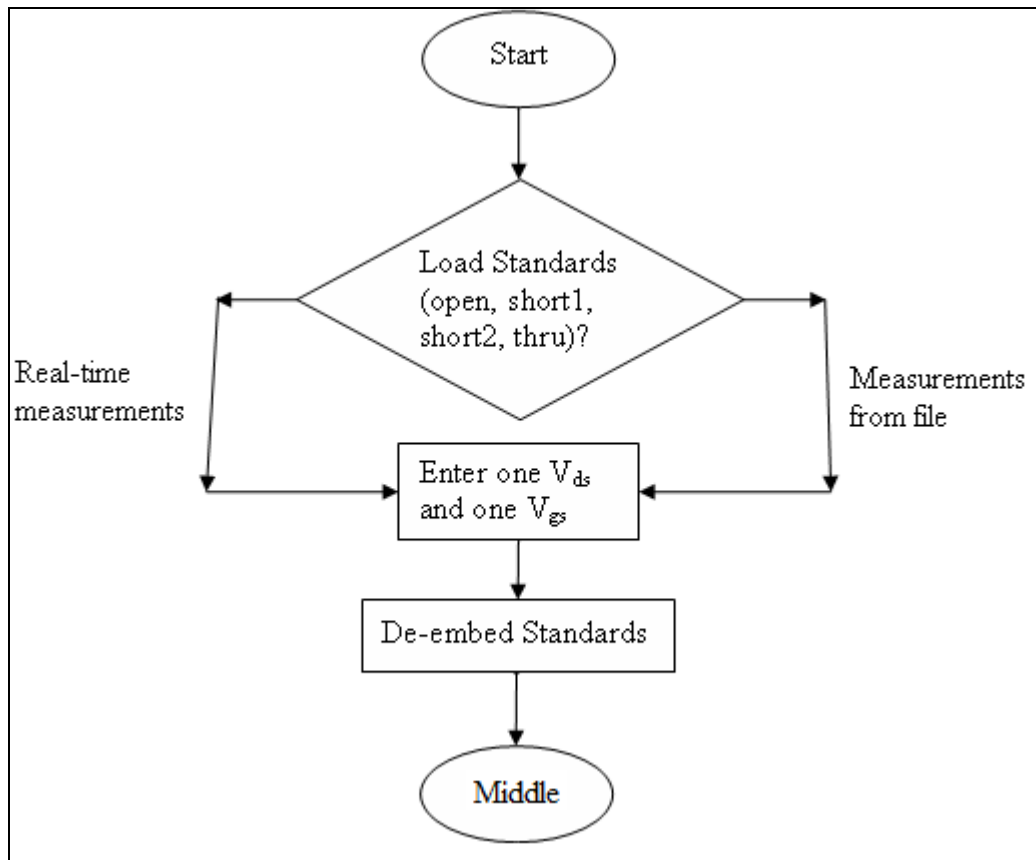 Start
Load Standards
(open, short1,
short2, thru)?
Real-time
measurements
Measurements
from file
Enter one Vds
and one Vgs
De-embed Standards
Middle